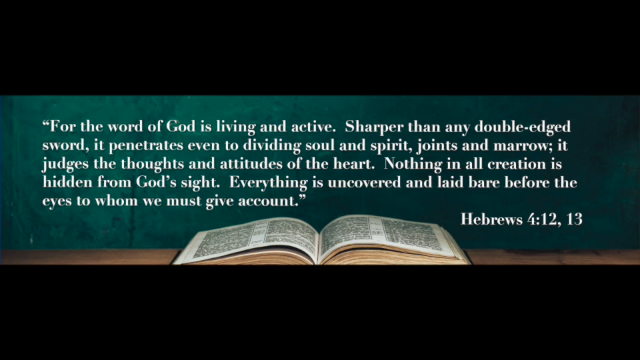 “For the word of God is living and active.  Sharper than any double-edged
sword, it penetrates even to dividing soul and spirit, joints and marrow; it
judges the thoughts and attitudes of the heart.  Nothing in all creation is
hidden from God’s sight.  Everything is uncovered and laid bare before the
eyes to whom we must give account.”
Hebrews 4:12, 13